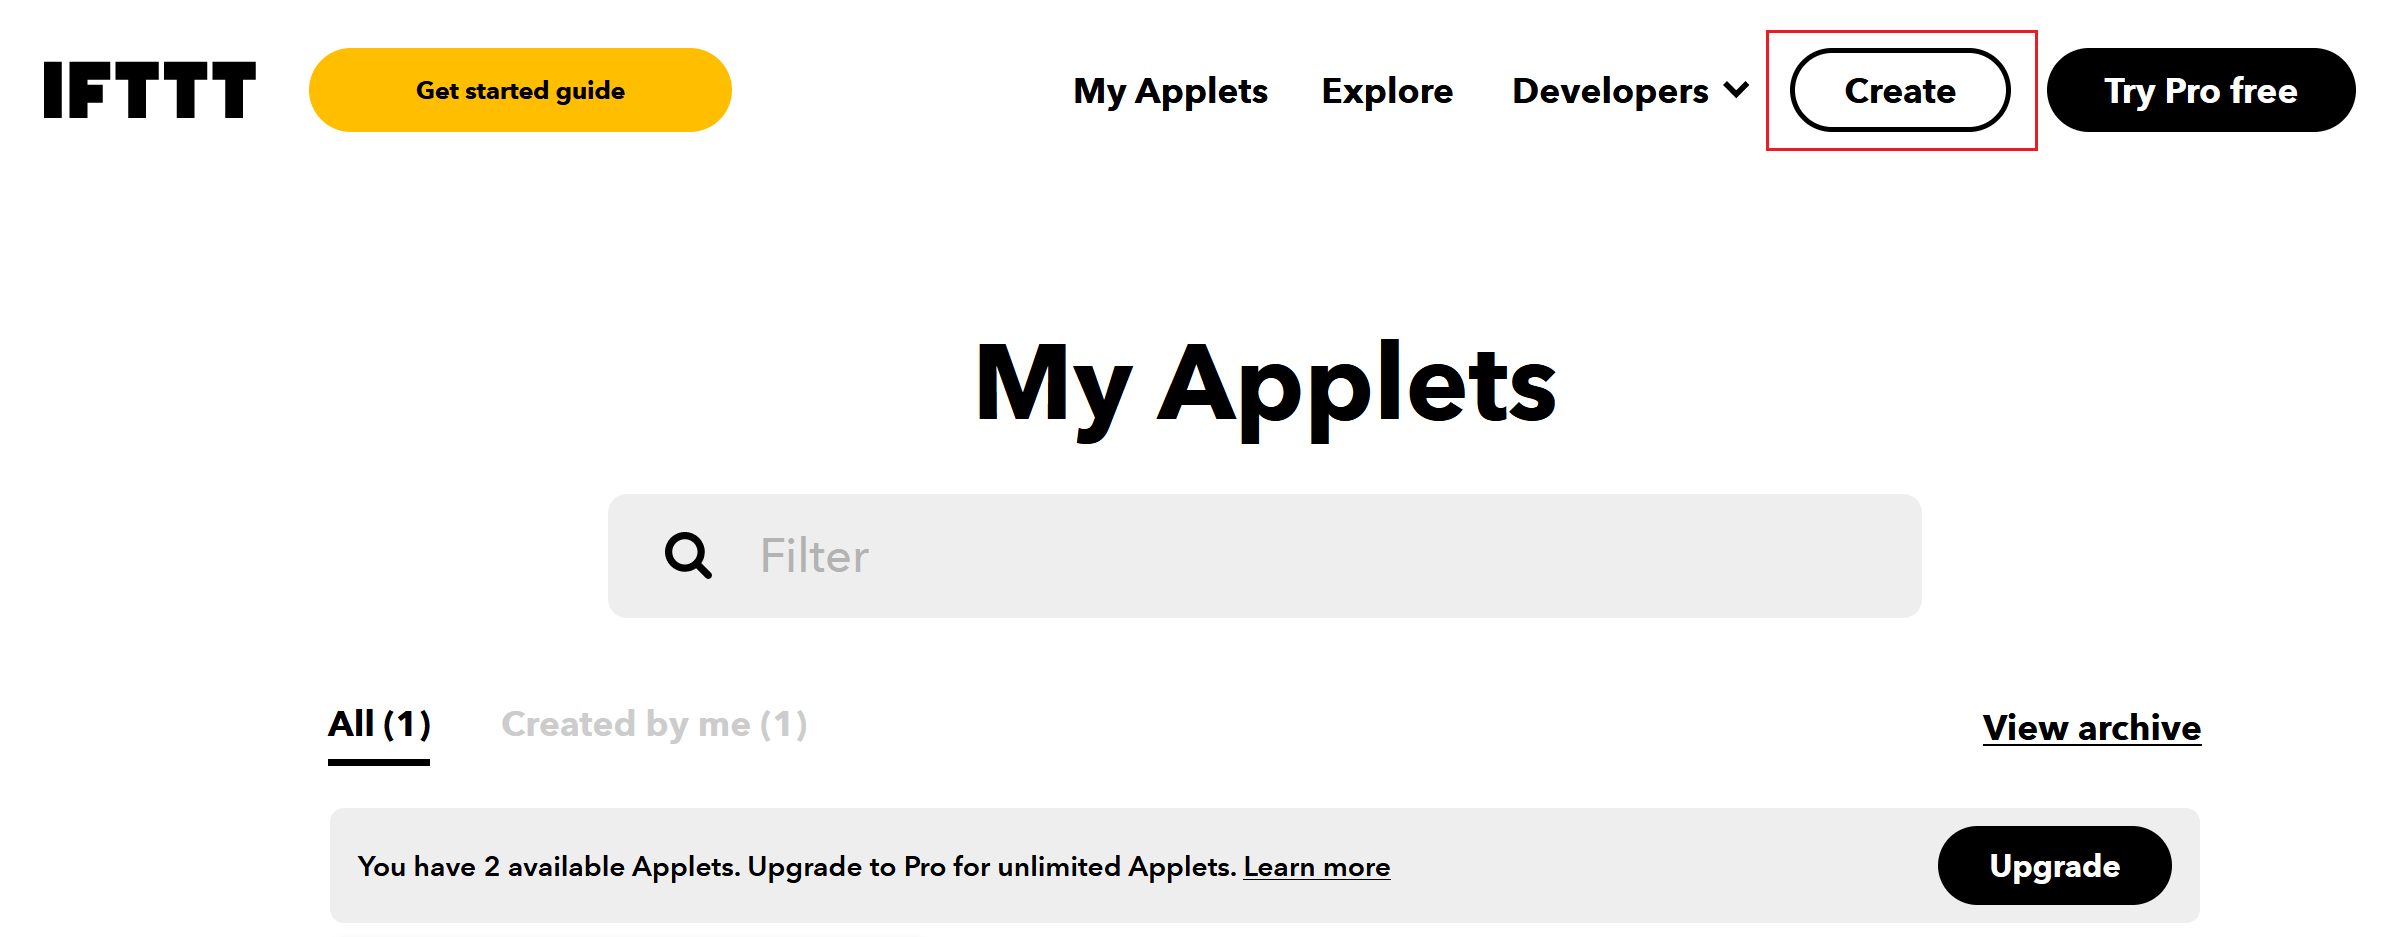 IFTTT
Get started guide
My Applets
Explore
Developers
Create
Try Pro free
My Applets
Filter
All (1)
Created by me (1)
View archive
You have 2 available Applets. Upgrade to Pro for unlimited Applets. Learn more
Upgrade